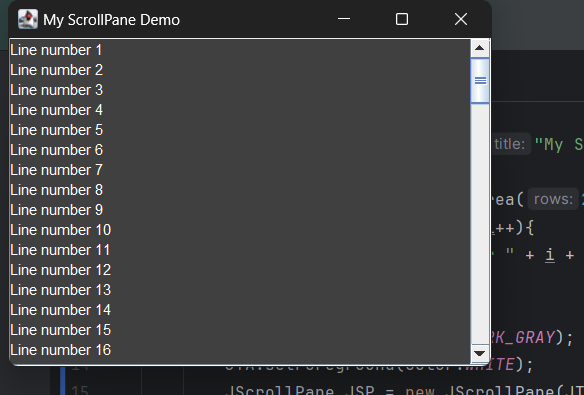 My ScrollPane Demo
Line number 1
Line number 2
Line number 3
Line number 4
Line number 5
Line number 6
title: "My S
Line number 7
Line number 8
rea( rows:
Line number 9
++){
Line number 10
" + i +
Line number 11
Line number 12
Line number 13
Line number 14
Line number 15
RK_GRAY);
Line number 16
14
WHITE);
15
JScrollPane JSP = new JScrollPane(JT